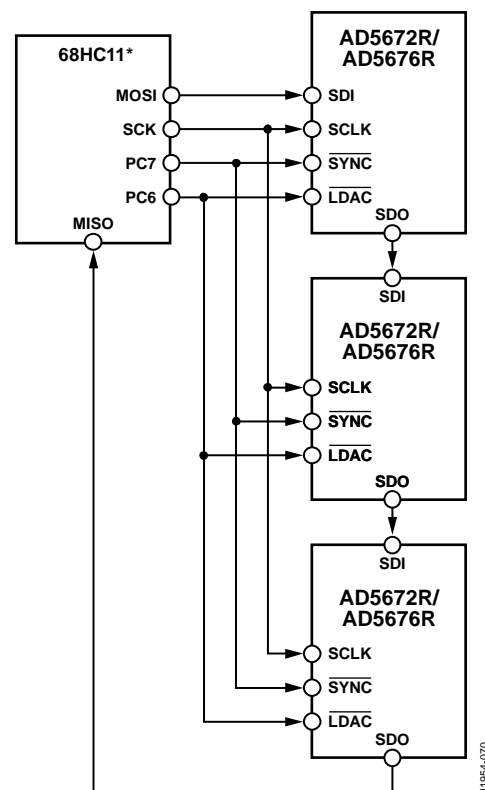 68HC11*
MOSI
SCK
PC7
PC6
MISO
AD5672R/
AD5676R
SDI
SCLK
SYNC
LDAC
SDO
SDI
AD5672R/
AD5676R
SCLK
SYNC
LDAC
SDO
SDI
AD5672R/
AD5676R
SCLK
SYNC
LDAC
SDO